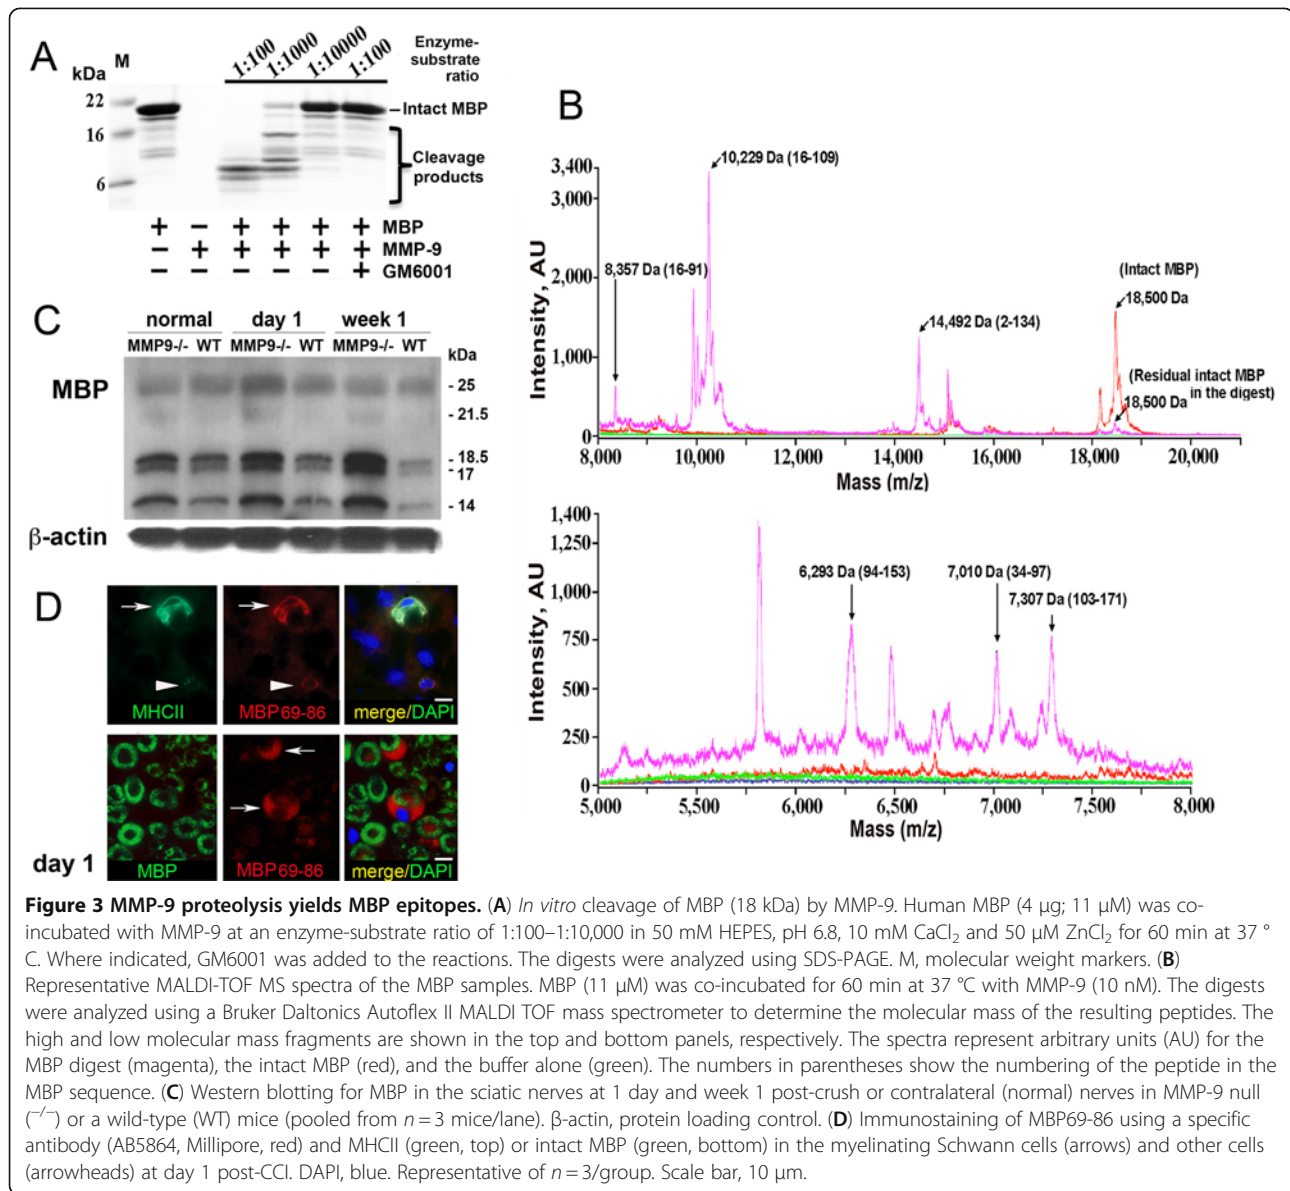 A
M
kDa
22
16
6
1:100
1:1000
1:10000
1:100
Enzyme-
substrate
ratio
Intact MBP
Cleavage
products
+ − + + + + MBP
− + + + + + MMP-9
− − − − − + GM6001
B
Intensity, AU
3,400
3,000
2,000
1,000
0
8,357 Da (16-91)
10,229 Da (16-109)
14,492 Da (2-134)
(Intact MBP)
18,500 Da
(Residual intact MBP
in the digest)
18,500 Da
8,000 10,000 12,000 14,000 16,000 18,000 20,000
Mass (m/z)
Intensity, AU
1,400
1,250
1,000
750
500
250
0
6,293 Da (94-153)
7,010 Da (34-97)
7,307 Da (103-171)
5,000 5,500 6,000 6,500 7,000 7,500 8,000
Mass (m/z)
C
normal day 1 week 1
MMP9-/- WT MMP9-/- WT MMP9-/- WT
kDa
MBP
- 25
- 21.5
- 18.5
- 17
- 14
β-actin
D
MHCII
MBP69-86
merge/DAPI
day 1
MBP
MBP69-86
merge/DAPI
Figure 3 MMP-9 proteolysis yields MBP epitopes. (A) In vitro cleavage of MBP (18 kDa) by MMP-9. Human MBP (4 μg; 11 μM) was co-
incubated with MMP-9 at an enzyme-substrate ratio of 1:100–1:10,000 in 50 mM HEPES, pH 6.8, 10 mM CaCl₂ and 50 μM ZnCl₂ for 60 min at 37 °
C. Where indicated, GM6001 was added to the reactions. The digests were analyzed using SDS-PAGE. M, molecular weight markers. (B)
Representative MALDI-TOF MS spectra of the MBP samples. MBP (11 μM) was co-incubated for 60 min at 37 °C with MMP-9 (10 nM). The digests
were analyzed using a Bruker Daltonics Autoflex II MALDI TOF mass spectrometer to determine the molecular mass of the resulting peptides. The
high and low molecular mass fragments are shown in the top and bottom panels, respectively. The spectra represent arbitrary units (AU) for the
MBP digest (magenta), the intact MBP (red), and the buffer alone (green). The numbers in parentheses show the numbering of the peptide in the
MBP sequence. (C) Western blotting for MBP in the sciatic nerves at 1 day and week 1 post-crush or contralateral (normal) nerves in MMP-9 null
(⁻/⁻) or a wild-type (WT) mice (pooled from n = 3 mice/lane). β-actin, protein loading control. (D) Immunostaining of MBP69-86 using a specific
antibody (AB5864, Millipore, red) and MHCII (green, top) or intact MBP (green, bottom) in the myelinating Schwann cells (arrows) and other cells
(arrowheads) at day 1 post-CCI. DAPI, blue. Representative of n = 3/group. Scale bar, 10 μm.